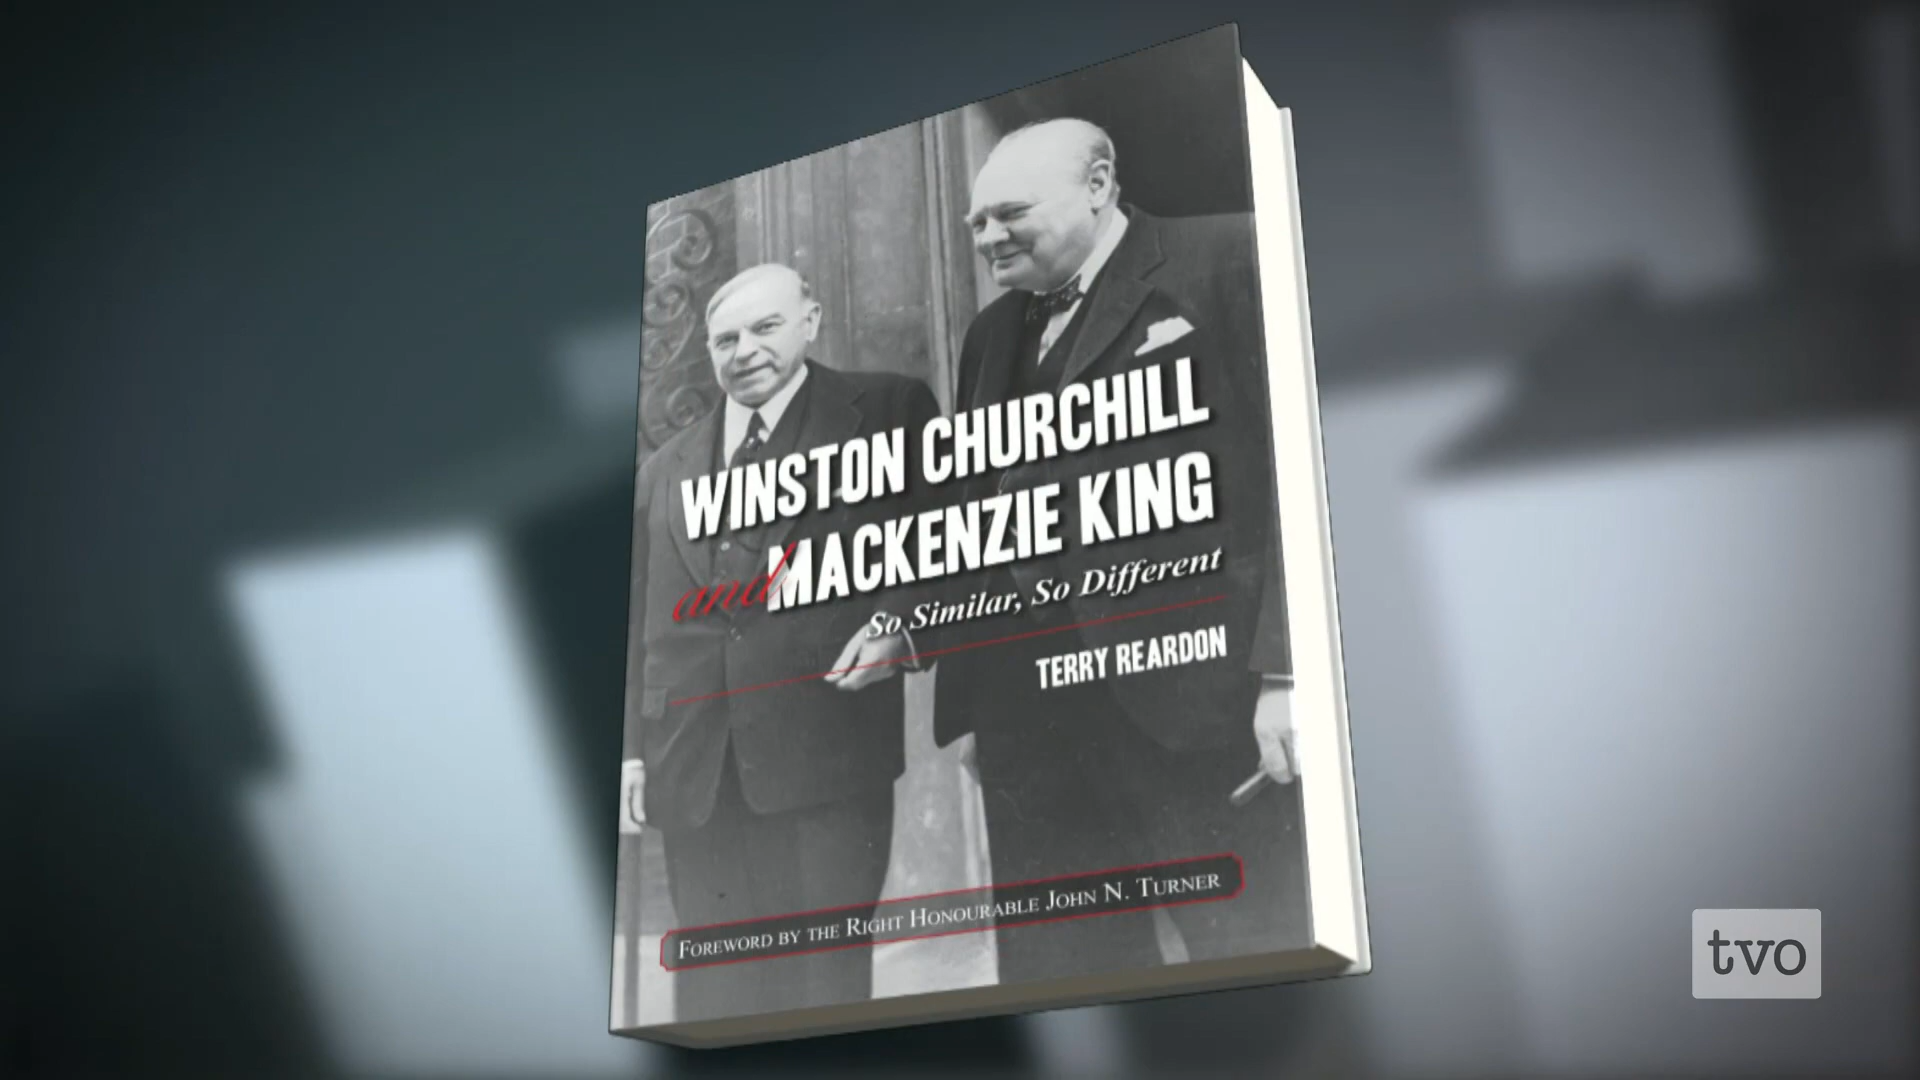 WINSTON CHURCHILL
and MACKENZIE KING
So Similar, So Different
TERRY REARDON
FOREWORD BY THE RIGHT HONOURABLE JOHN N. TURNER
tvo